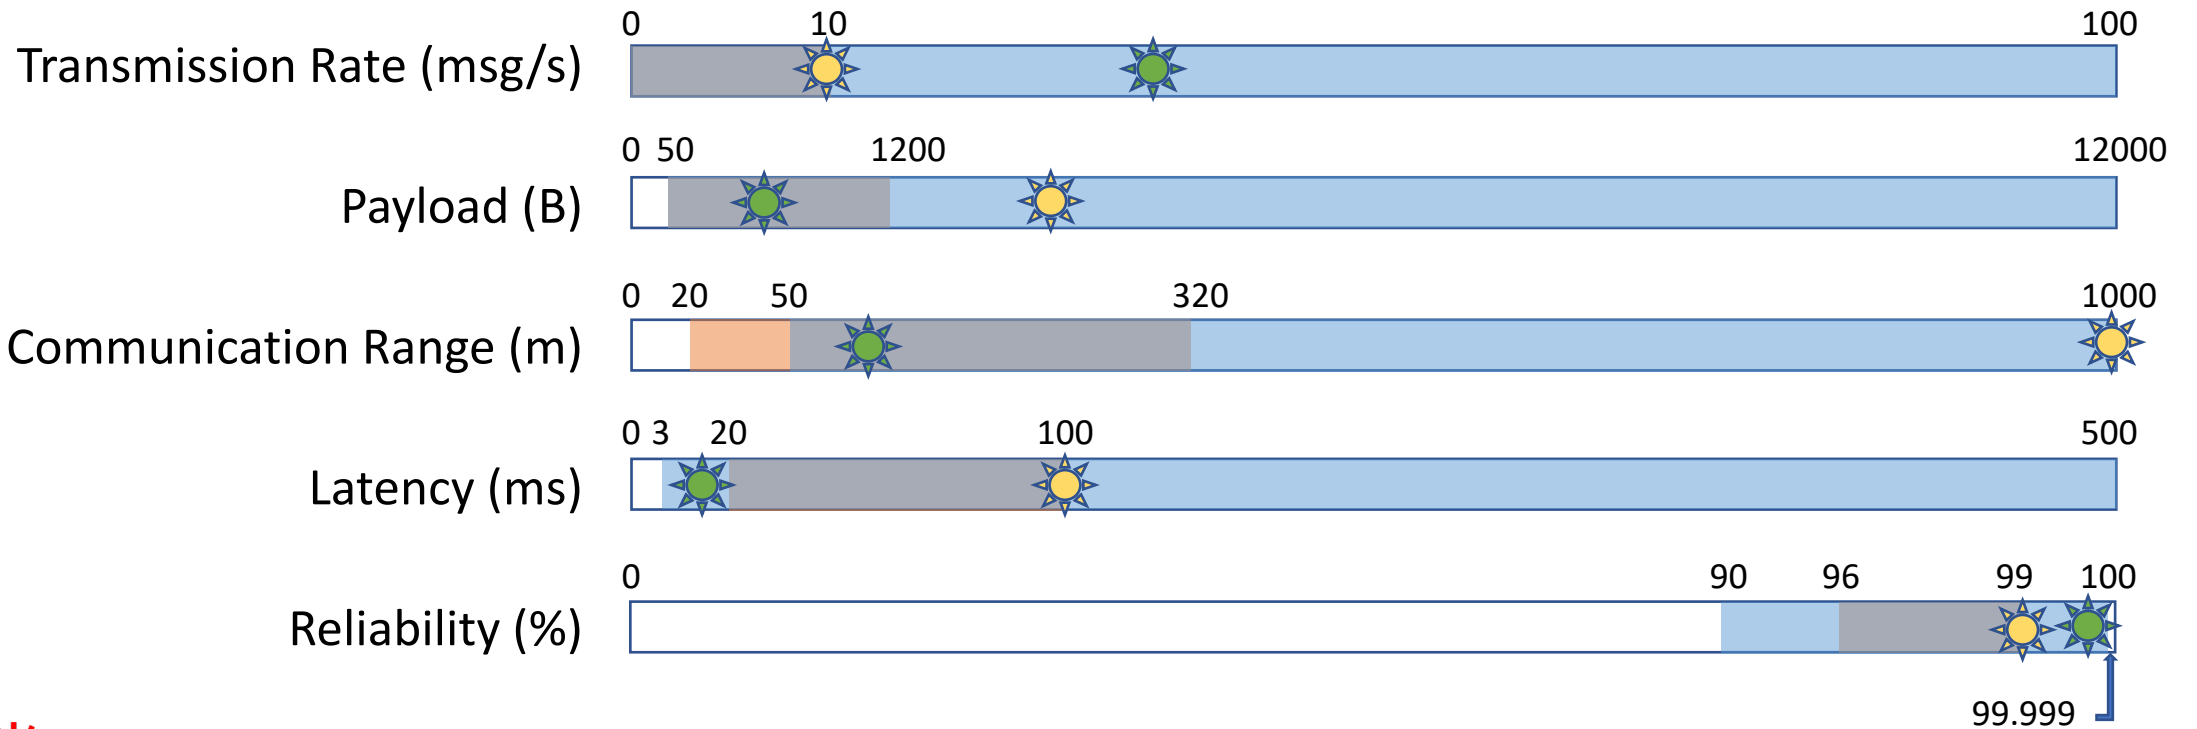 0 10 100
Transmission Rate (msg/s)
0 50 1200 12000
Payload (B)
0 20 50 320 1000
Communication Range (m)
0 3 20 100 500
Latency (ms)
0 90 96 99 100
Reliability (%)
99.999